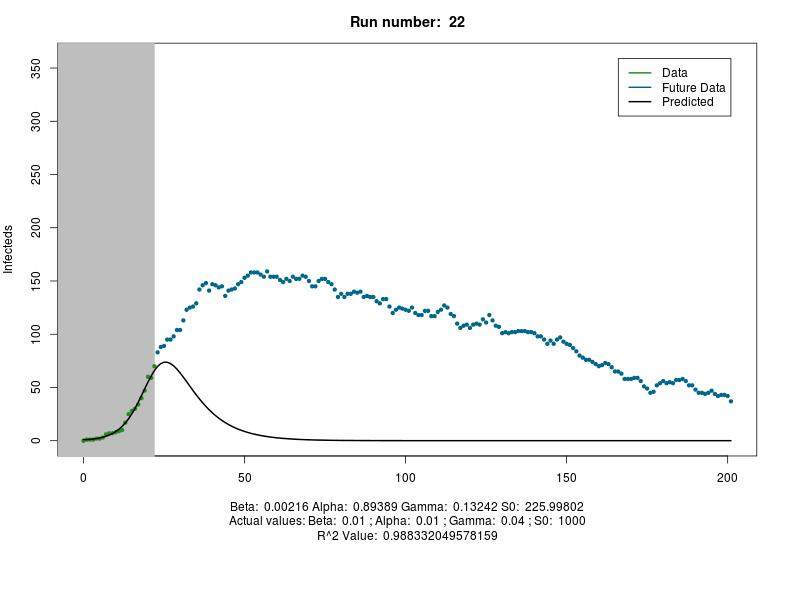 Run number: 22
350
300
250
200
150
100
50
0
Infecteds
Data
Future Data
Predicted
0 50 100 150 200
Beta: 0.00216 Alpha: 0.89389 Gamma: 0.13242 S0: 225.99802
Actual values: Beta: 0.01 ; Alpha: 0.01 ; Gamma: 0.04 ; S0: 1000
R^2 Value: 0.988332049578159